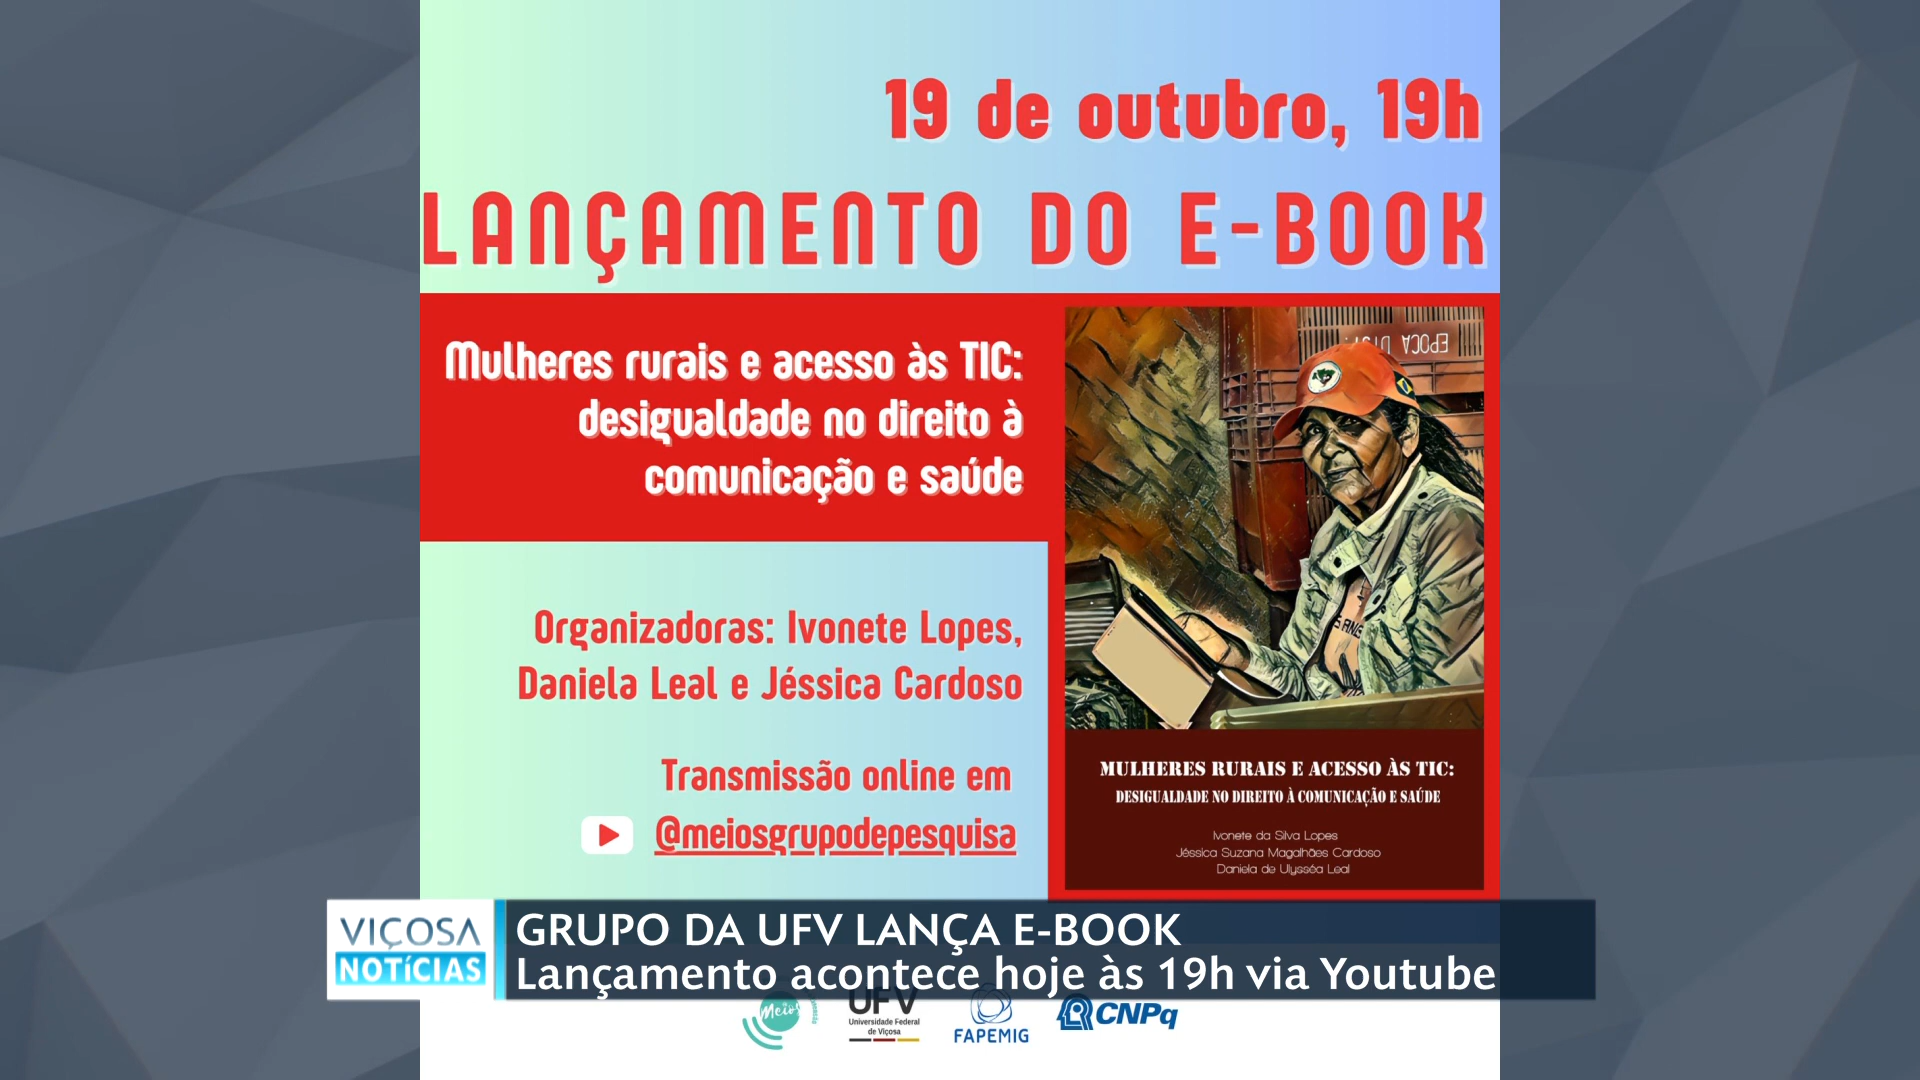 19 de outubro, 19h
LANÇAMENTO DO E-BOOK
Mulheres rurais e acesso às TIC:
desigualdade no direito à
comunicação e saúde
EPOCA
Organizadoras: Ivonete Lopes,
Daniela Leal e Jéssica Cardoso
Transmissão online em
@meiosgrupodepesquisa
MULHERES RURAIS E ACESSO ÀS TIC:
DESIGUALDADE NO DIREITO À COMUNICAÇÃO E SAÚDE
Ivonete da Silva Lopes
Jéssica Suzana Magalhães Cardoso
Daniela de Ulysséa Leal
VIÇOSA
NOTÍCIAS
GRUPO DA UFV LANÇA E-BOOK
Lançamento acontece hoje às 19h via Youtube
Meios
UFV
Universidade Federal
de Viçosa
FAPEMIG
CNPq